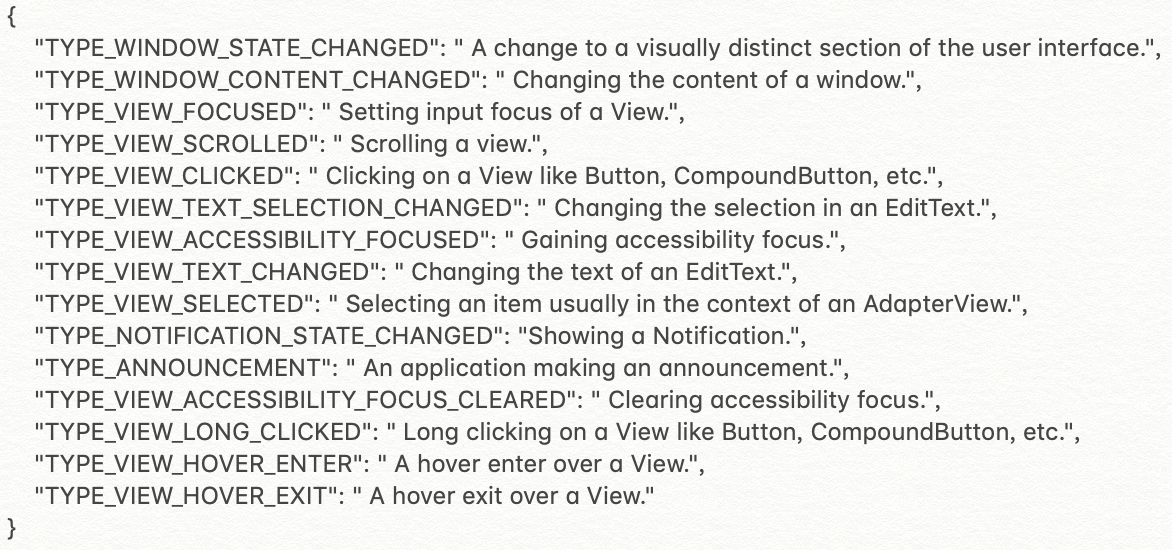 {
"TYPE_WINDOW_STATE_CHANGED": " A change to a visually distinct section of the user interface.",
"TYPE_WINDOW_CONTENT_CHANGED": " Changing the content of a window.",
"TYPE_VIEW_FOCUSED": " Setting input focus of a View.",
"TYPE_VIEW_SCROLLED": " Scrolling a view.",
"TYPE_VIEW_CLICKED": " Clicking on a View like Button, CompoundButton, etc.",
"TYPE_VIEW_TEXT_SELECTION_CHANGED": " Changing the selection in an EditText.",
"TYPE_VIEW_ACCESSIBILITY_FOCUSED": " Gaining accessibility focus.",
"TYPE_VIEW_TEXT_CHANGED": " Changing the text of an EditText.",
"TYPE_VIEW_SELECTED": " Selecting an item usually in the context of an AdapterView.",
"TYPE_NOTIFICATION_STATE_CHANGED": "Showing a Notification.",
"TYPE_ANNOUNCEMENT": " An application making an announcement.",
"TYPE_VIEW_ACCESSIBILITY_FOCUS_CLEARED": " Clearing accessibility focus.",
"TYPE_VIEW_LONG_CLICKED": " Long clicking on a View like Button, CompoundButton, etc.",
"TYPE_VIEW_HOVER_ENTER": " A hover enter over a View.",
"TYPE_VIEW_HOVER_EXIT": " A hover exit over a View."
}